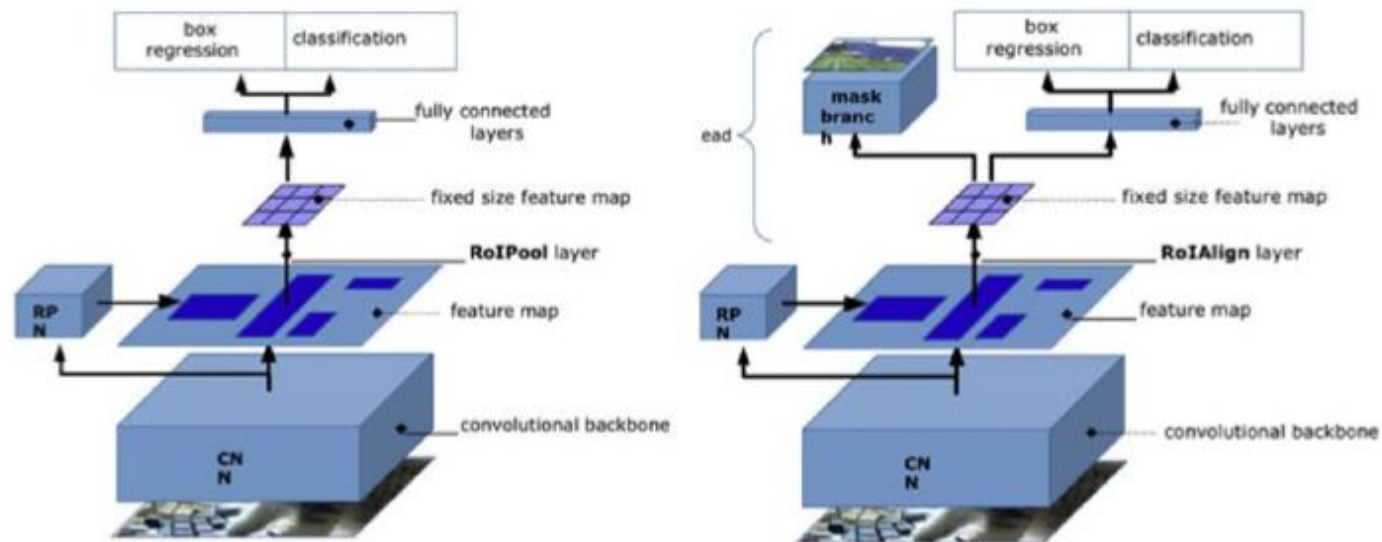 box
regression
classification
fully connected
layers
fixed size feature map
RoIPool layer
RP
N
feature map
convolutional backbone
CN
N
ead
mask
branc
h
box
regression
classification
fully connected
layers
fixed size feature map
RoIAlign layer
RP
N
feature map
convolutional backbone
CN
N